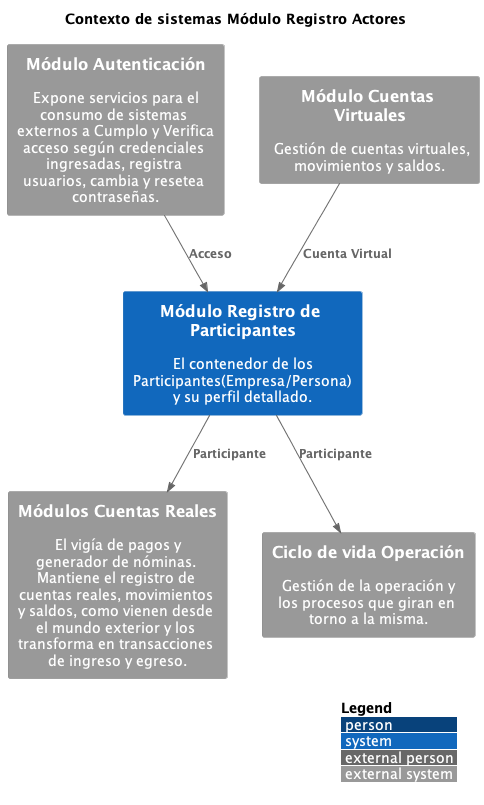 Contexto de sistemas Módulo Registro Actores
Módulo Autenticación
Expone servicios para el
consumo de sistemas
externos a Cumplo y Verifica
acceso según credenciales
ingresadas, registra
usuarios, cambia y resetea
contraseñas.
Módulo Cuentas
Virtuales
Gestión de cuentas virtuales,
movimientos y saldos.
Acceso
Cuenta Virtual
Módulo Registro de
Participantes
El contenedor de los
Participantes(Empresa/Persona)
y su perfil detallado.
Participante
Participante
Módulos Cuentas Reales
El vigía de pagos y
generador de nóminas.
Mantiene el registro de
cuentas reales, movimientos
y saldos, como vienen desde
el mundo exterior y los
transforma en transacciones
de ingreso y egreso.
Ciclo de vida Operación
Gestión de la operación y
los procesos que giran en
torno a la misma.
Legend
person
system
external person
external system